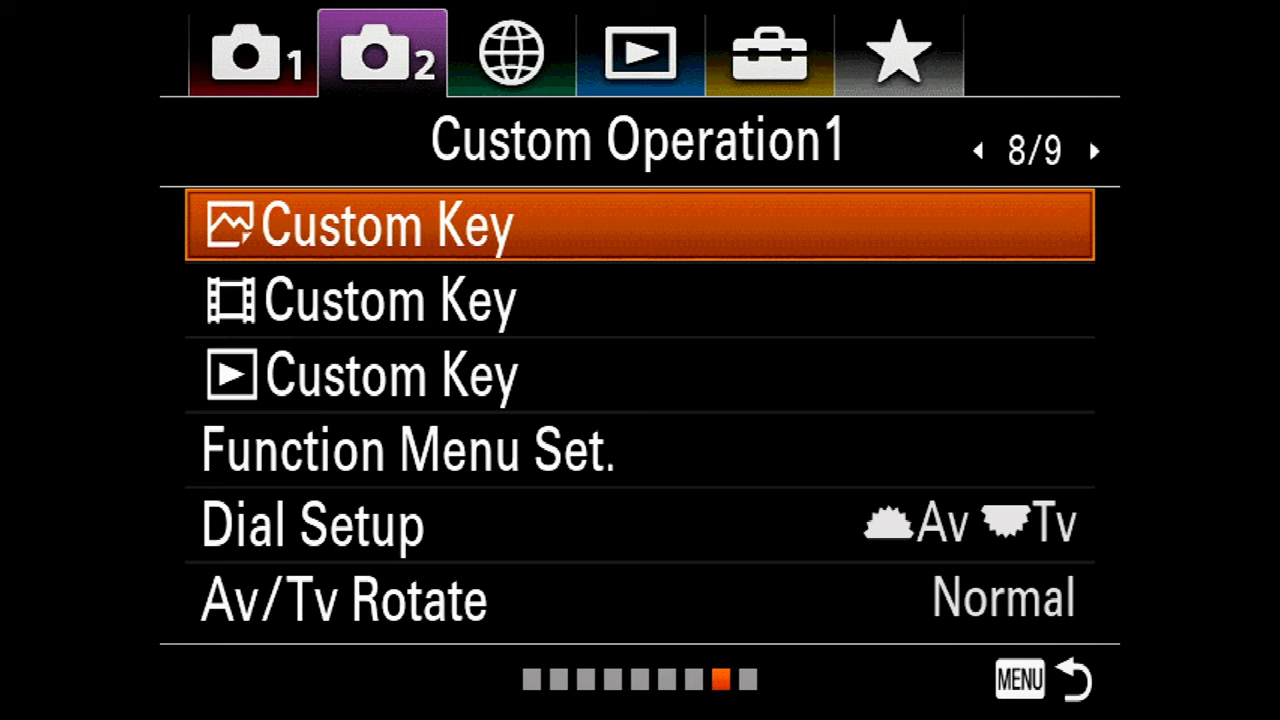 1 2
Custom Operation1 8/9
Custom Key
Custom Key
Custom Key
Function Menu Set.
Dial Setup Av Tv
Av/Tv Rotate Normal
MENU